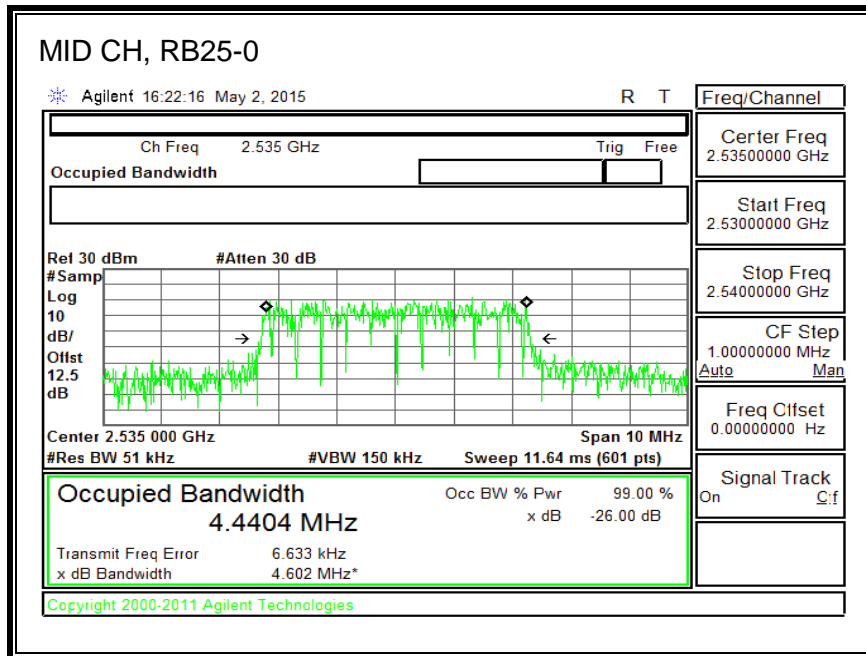 MID CH, RB25-0
Agilent 16:22:16 May 2, 2015 R T
Ch Freq 2.535 GHz Trig Free
Occupied Bandwidth
Ref 30 dBm #Atten 30 dB
#Samp
Log
10
dB/
Offst
12.5
dB
Center 2.535 000 GHz Span 10 MHz
#Res BW 51 kHz #VBW 150 kHz Sweep 11.64 ms (601 pts)
Occupied Bandwidth
4.4404 MHz
Occ BW % Pwr 99.00 %
x dB -26.00 dB
Transmit Freq Error 6.633 kHz
x dB Bandwidth 4.602 MHz*
Copyright 2000-2011 Agilent Technologies
Freq/Channel
Center Freq
2.53500000 GHz
Start Freq
2.53000000 GHz
Stop Freq
2.54000000 GHz
CF Step
1.00000000 MHz
Auto Man
Freq Offset
0.00000000 Hz
Signal Track
On Off